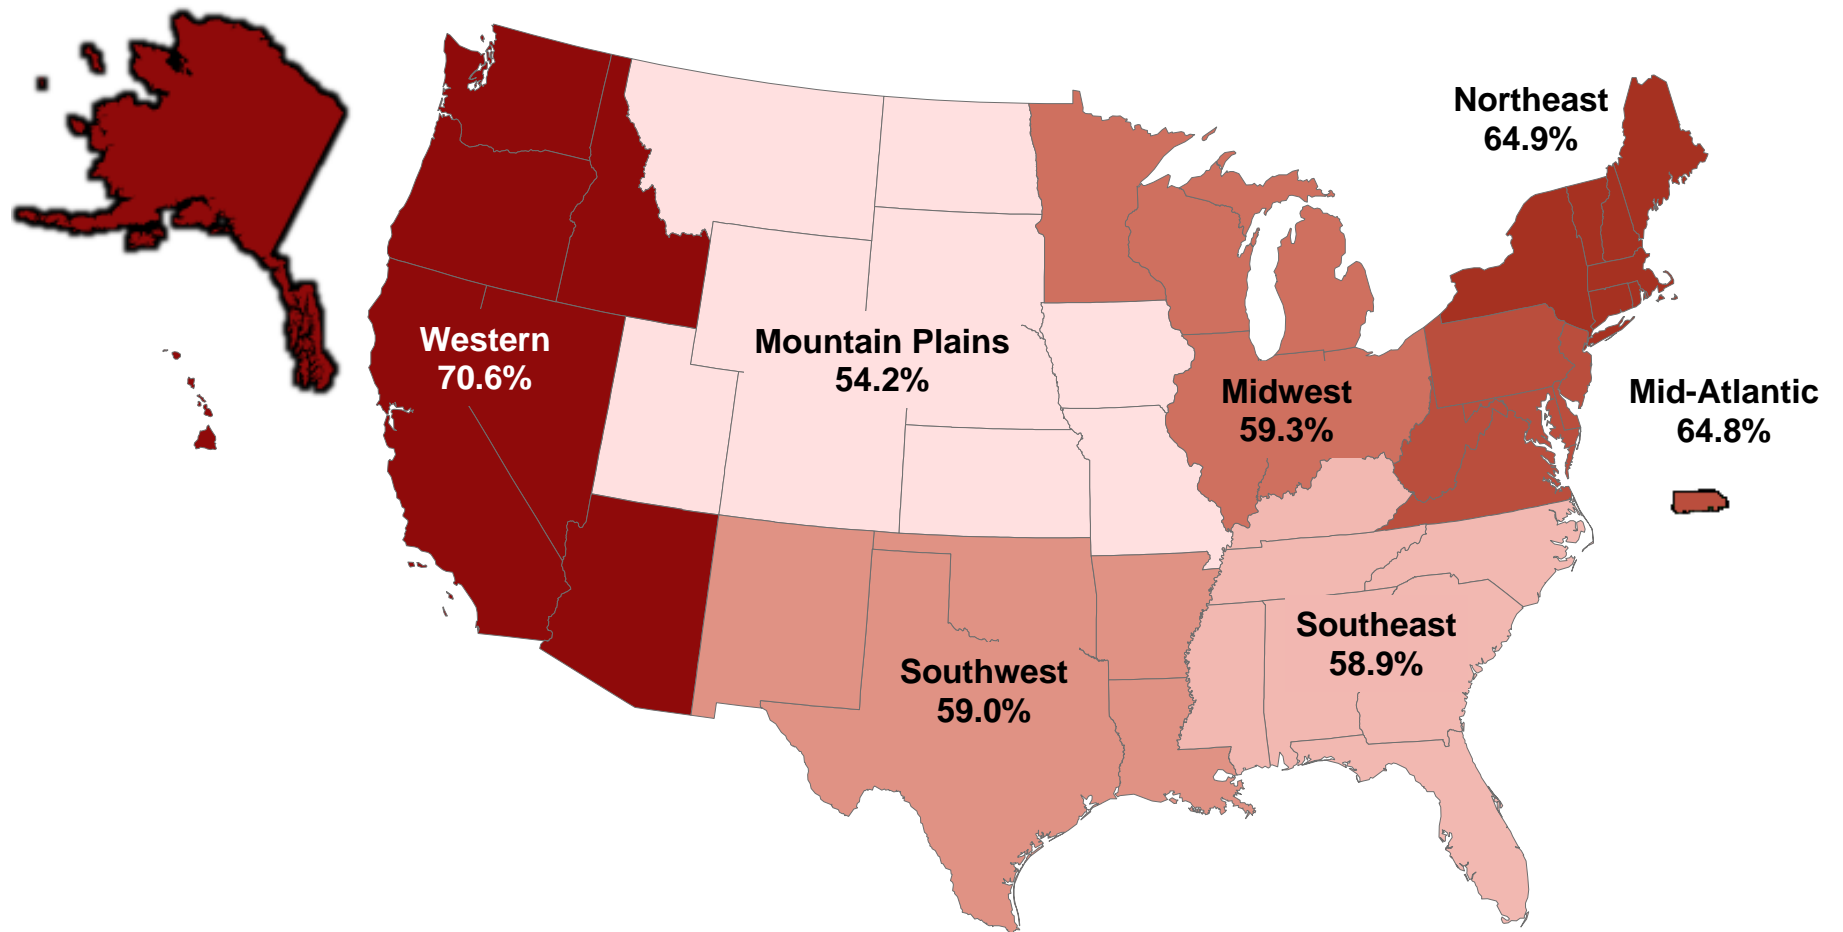 Northeast
64.9%
Western
70.6%
Mountain Plains
54.2%
Midwest
59.3%
Mid-Atlantic
64.8%
Southeast
58.9%
Southwest
59.0%